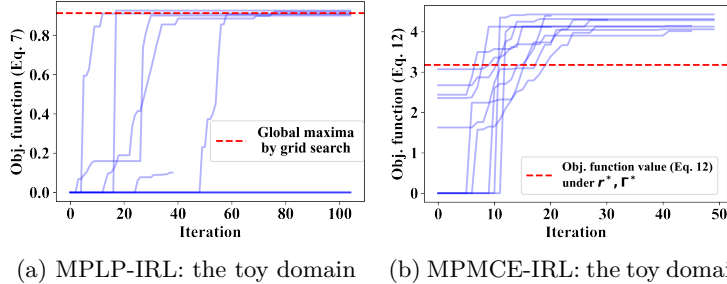 Obj. function (Eq. 7)
0.8
0.6
0.4
0.2
0.0
Global maxima
by grid search
0 20 40 60 80 100
Iteration
(a) MPLP-IRL: the toy domain
Obj. function (Eq. 12)
4
3
2
1
0
Obj. function value (Eq. 12)
under r*, Γ*
0 10 20 30 40 50
Iteration
(b) MPMCE-IRL: the toy domai